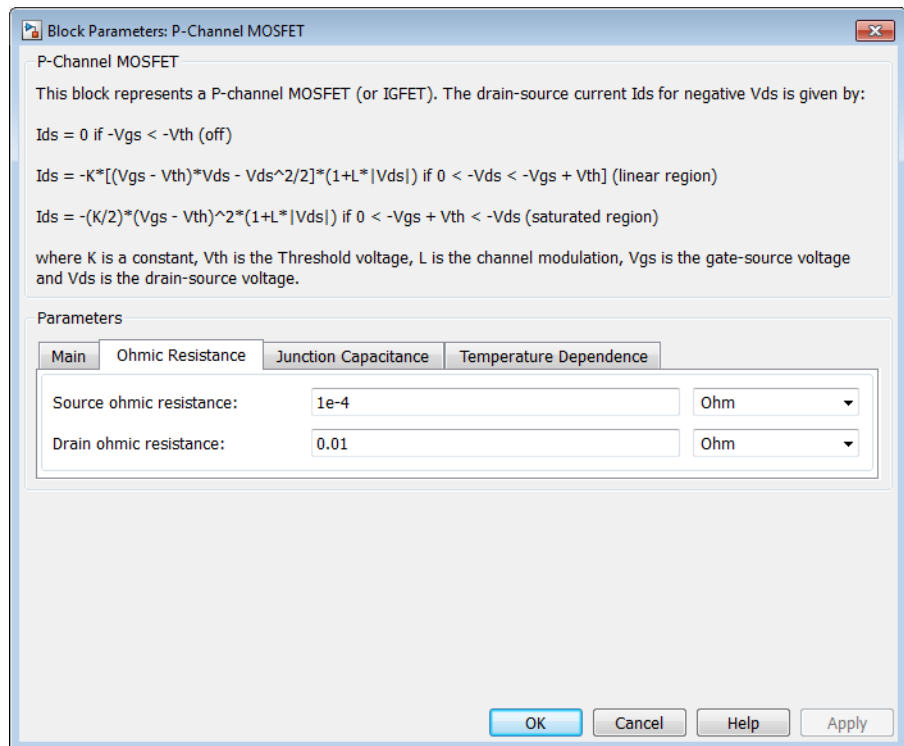 Block Parameters: P-Channel MOSFET
P-Channel MOSFET
This block represents a P-channel MOSFET (or IGFET). The drain-source current Ids for negative Vds is given by:
Ids = 0 if -Vgs < -Vth (off)
Ids = -K*[(Vgs - Vth)*Vds - Vds^2/2]*(1+L*|Vds|) if 0 < -Vds < -Vgs + Vth] (linear region)
Ids = -(K/2)*(Vgs - Vth)^2*(1+L*|Vds|) if 0 < -Vgs + Vth < -Vds (saturated region)
where K is a constant, Vth is the Threshold voltage, L is the channel modulation, Vgs is the gate-source voltage
and Vds is the drain-source voltage.
Parameters
Main Ohmic Resistance Junction Capacitance Temperature Dependence
Source ohmic resistance: 1e-4 Ohm
Drain ohmic resistance: 0.01 Ohm
OK Cancel Help Apply